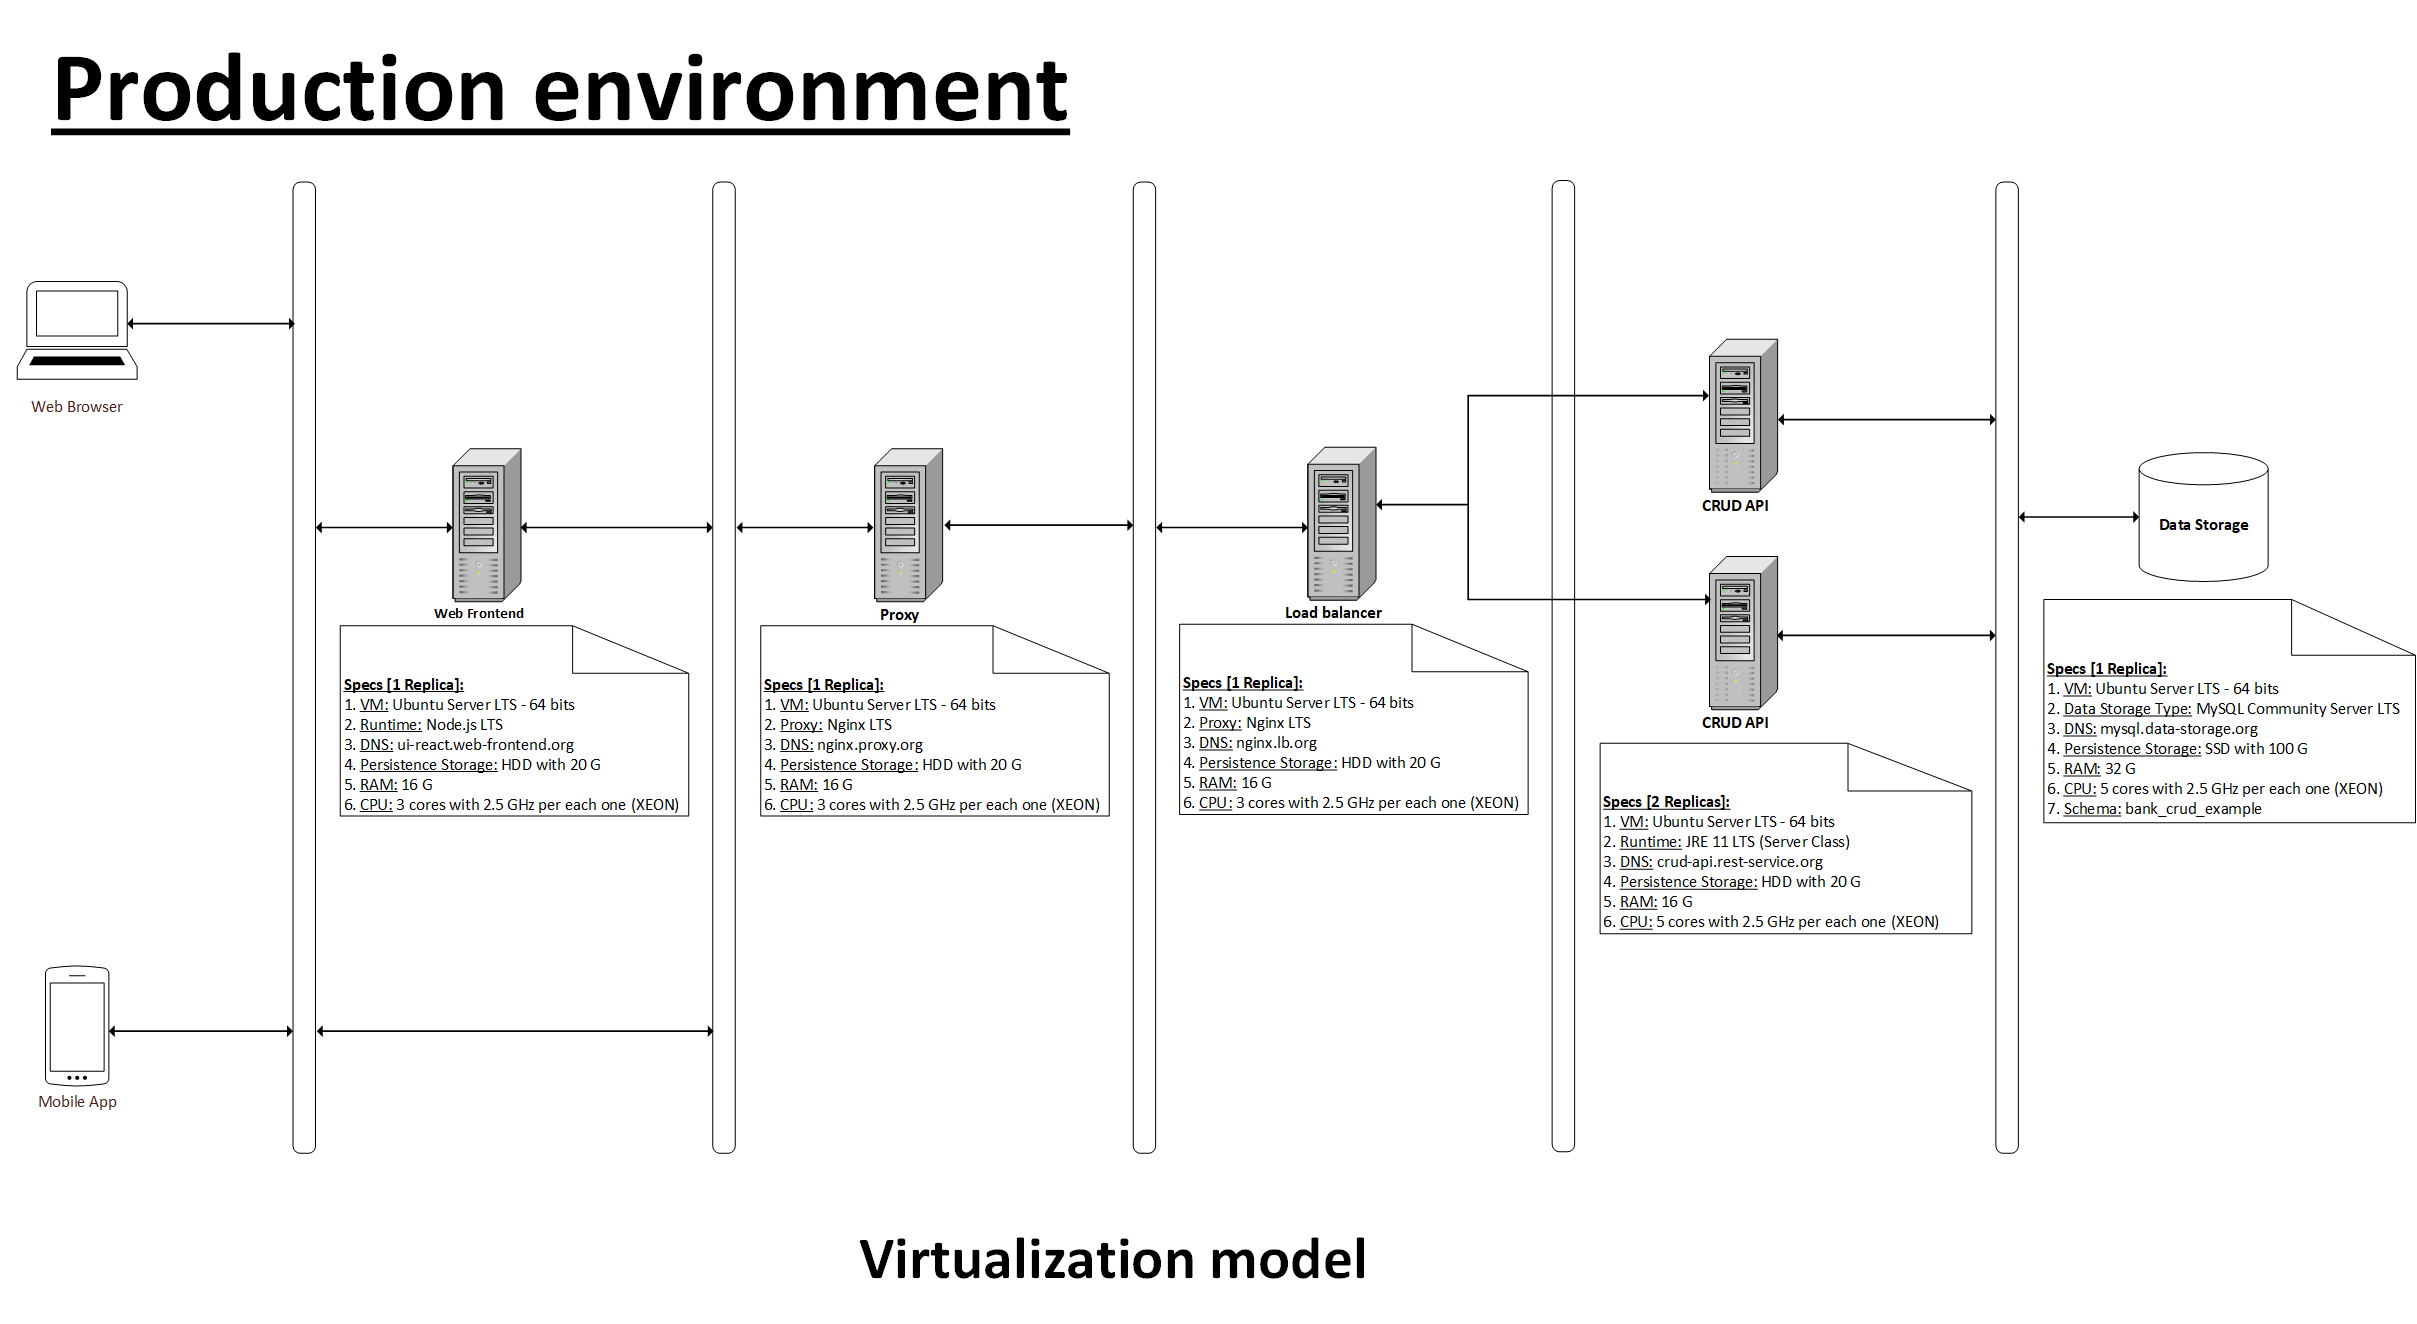 Production environment
Web Browser
Web Frontend
Specs [1 Replica]:
1. VM: Ubuntu Server LTS - 64 bits
2. Runtime: Node.js LTS
3. DNS: ui-react.web-frontend.org
4. Persistence Storage: HDD with 20 G
5. RAM: 16 G
6. CPU: 3 cores with 2.5 GHz per each one (XEON)
Proxy
Specs [1 Replica]:
1. VM: Ubuntu Server LTS - 64 bits
2. Proxy: Nginx LTS
3. DNS: nginx.proxy.org
4. Persistence Storage: HDD with 20 G
5. RAM: 16 G
6. CPU: 3 cores with 2.5 GHz per each one (XEON)
Load balancer
Specs [1 Replica]:
1. VM: Ubuntu Server LTS - 64 bits
2. Proxy: Nginx LTS
3. DNS: nginx.lb.org
4. Persistence Storage: HDD with 20 G
5. RAM: 16 G
6. CPU: 3 cores with 2.5 GHz per each one (XEON)
CRUD API
CRUD API
Specs [2 Replicas]:
1. VM: Ubuntu Server LTS - 64 bits
2. Runtime: JRE 11 LTS (Server Class)
3. DNS: crud-api.rest-service.org
4. Persistence Storage: HDD with 20 G
5. RAM: 16 G
6. CPU: 5 cores with 2.5 GHz per each one (XEON)
Data Storage
Specs [1 Replica]:
1. VM: Ubuntu Server LTS - 64 bits
2. Data Storage Type: MySQL Community Server LTS
3. DNS: mysql.data-storage.org
4. Persistence Storage: SSD with 100 G
5. RAM: 32 G
6. CPU: 5 cores with 2.5 GHz per each one (XEON)
7. Schema: bank_crud_example
Mobile App
Virtualization model